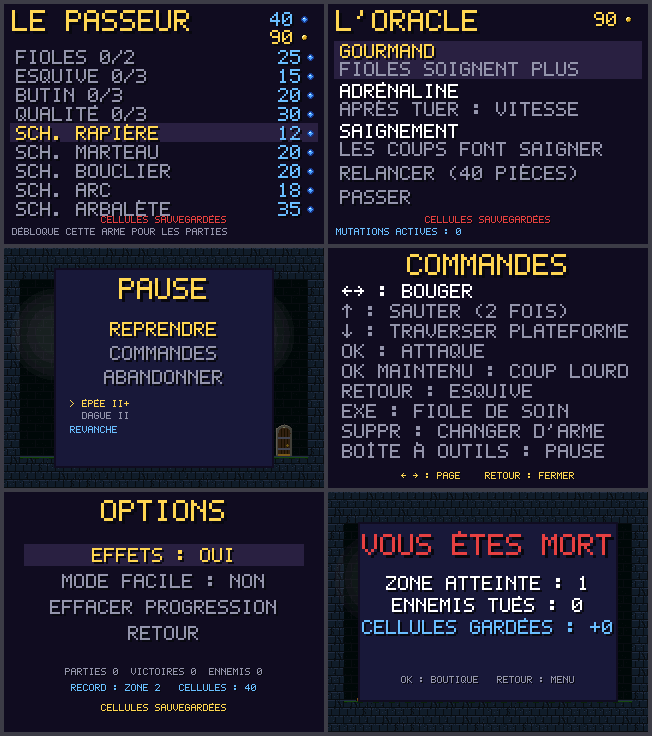 LE PASSEUR
40
90
FIOLES 0/2 25
ESQUIVE 0/3 15
BUTIN 0/3 20
QUALITÉ 0/3 30
SCH. RAPIÈRE 12
SCH. MARTEAU 20
SCH. BOUCLIER 20
SCH. ARC 18
SCH. ARBALÈTE 35
CELLULES SAUVEGARDÉES
DÉBLOQUE CETTE ARME POUR LES PARTIES
L'ORACLE
90
GOURMAND
FIOLES SOIGNENT PLUS
ADRÉNALINE
APRÈS TUER : VITESSE
SAIGNEMENT
LES COUPS FONT SAIGNER
RELANCER (40 PIÈCES)
PASSER
CELLULES SAUVEGARDÉES
MUTATIONS ACTIVES : 0
PAUSE
REPRENDRE
COMMANDES
ABANDONNER
> ÉPÉE II+
DAGUE II
REVANCHE
COMMANDES
←→ : BOUGER
↑ : SAUTER (2 FOIS)
↓ : TRAVERSER PLATEFORME
OK : ATTAQUE
OK MAINTENU : COUP LOURD
RETOUR : ESQUIVE
EXE : FIOLE DE SOIN
SUPPR : CHANGER D'ARME
BOÎTE À OUTILS : PAUSE
← → : PAGE RETOUR : FERMER
OPTIONS
EFFETS : OUI
MODE FACILE : NON
EFFACER PROGRESSION
RETOUR
PARTIES 0 VICTOIRES 0 ENNEMIS 0
RECORD : ZONE 2 CELLULES : 40
CELLULES SAUVEGARDÉES
VOUS ÊTES MORT
ZONE ATTEINTE : 1
ENNEMIS TUÉS : 0
CELLULES GARDÉES : +0
OK : BOUTIQUE RETOUR : MENU